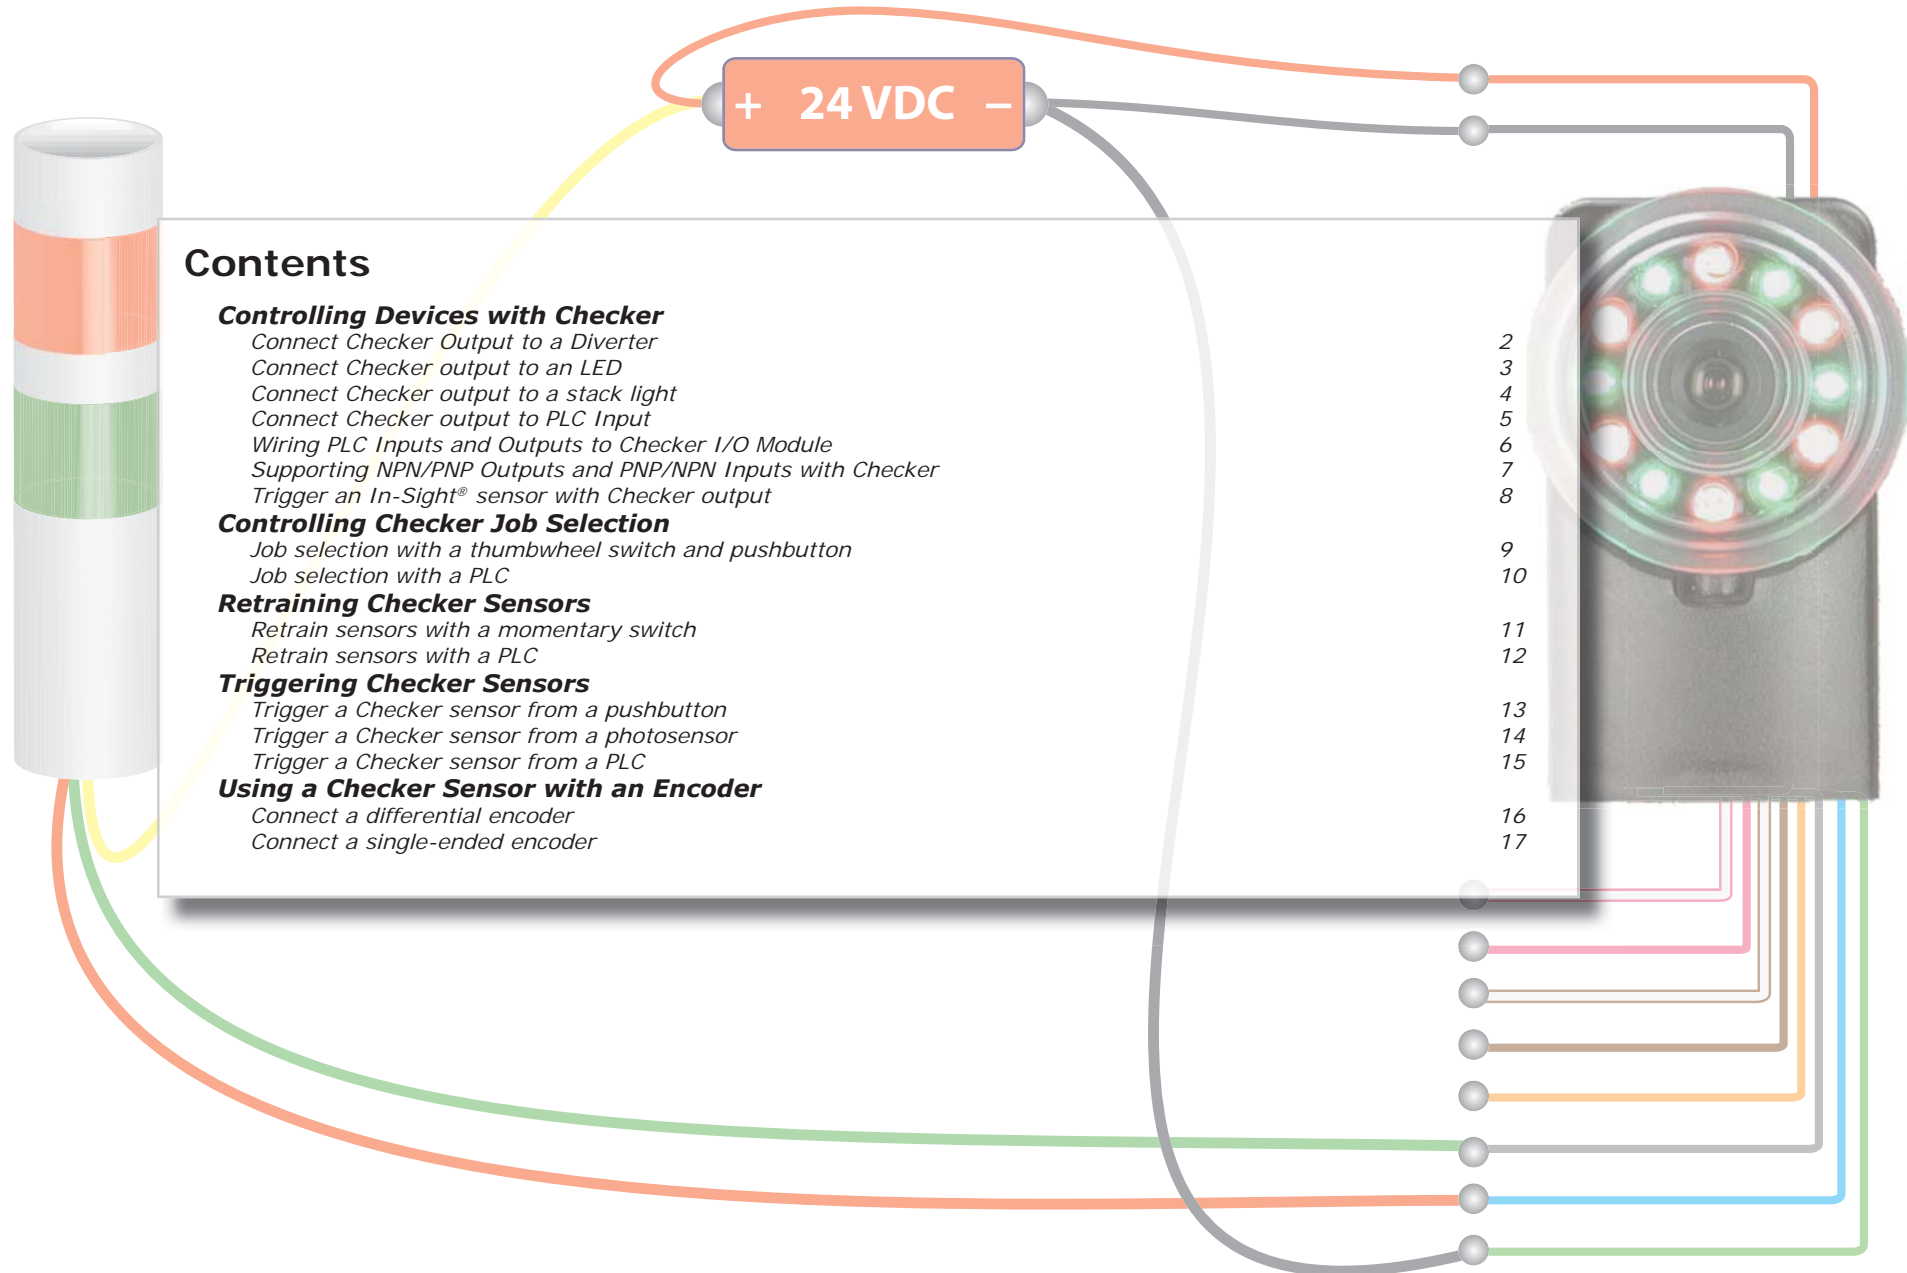 + 24 VDC –
Contents
Controlling Devices with Checker
Connect Checker Output to a Diverter 2
Connect Checker output to an LED 3
Connect Checker output to a stack light 4
Connect Checker output to PLC Input 5
Wiring PLC Inputs and Outputs to Checker I/O Module 6
Supporting NPN/PNP Outputs and PNP/NPN Inputs with Checker 7
Trigger an In-Sight® sensor with Checker output 8
Controlling Checker Job Selection
Job selection with a thumbwheel switch and pushbutton 9
Job selection with a PLC 10
Retraining Checker Sensors
Retrain sensors with a momentary switch 11
Retrain sensors with a PLC 12
Triggering Checker Sensors
Trigger a Checker sensor from a pushbutton 13
Trigger a Checker sensor from a photosensor 14
Trigger a Checker sensor from a PLC 15
Using a Checker Sensor with an Encoder
Connect a differential encoder 16
Connect a single-ended encoder 17